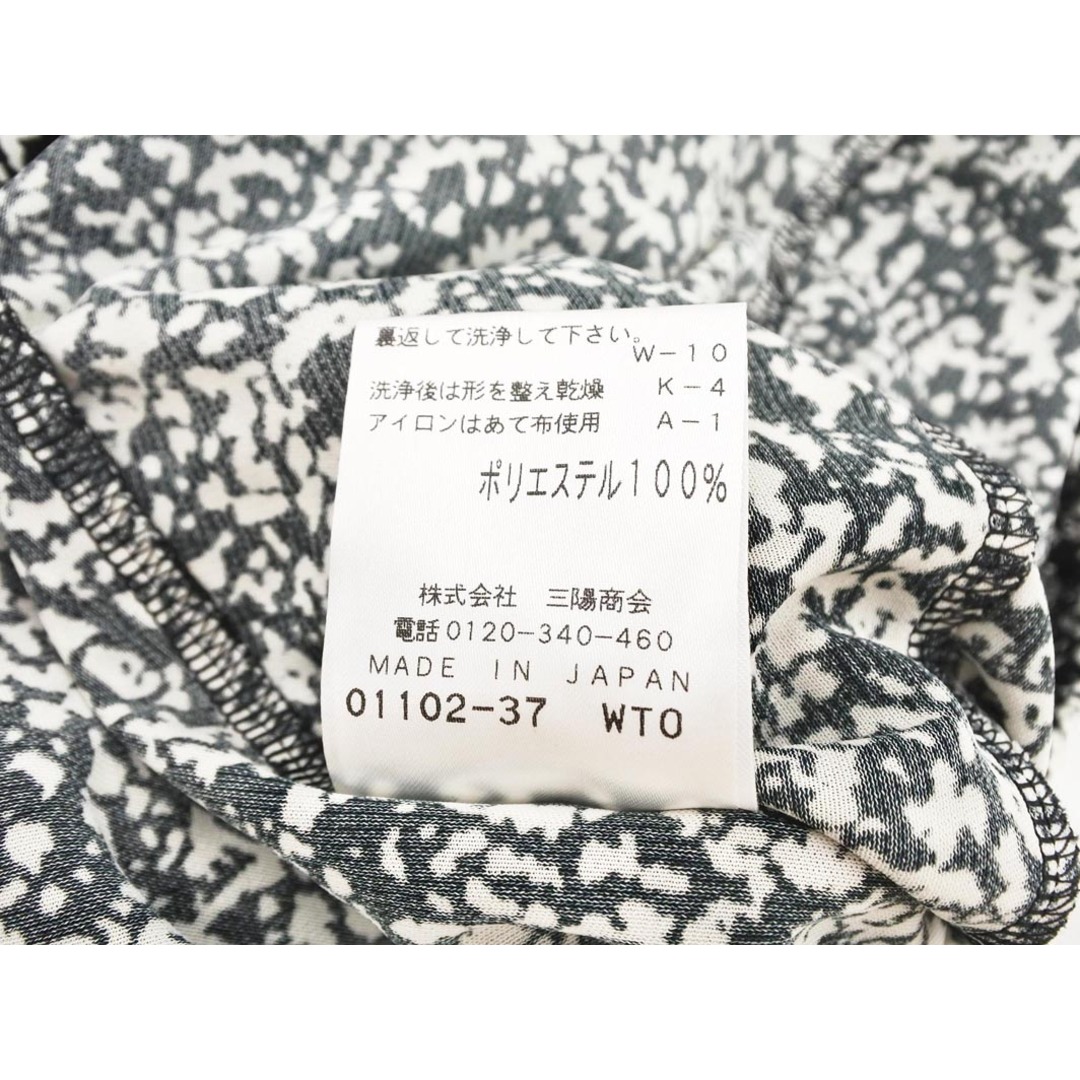 裏返して洗浄して下さい。 W-10
洗浄後は形を整え乾燥 K-4
アイロンはあて布使用 A-1
ポリエステル100%
株式会社 三陽商会
電話0120-340-460
MADE IN JAPAN
01102-37 WTO